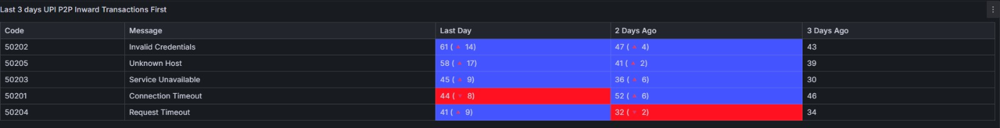 Last 3 days UPI P2P Inward Transactions First
Code Message Last Day 2 Days Ago 3 Days Ago
50202 Invalid Credentials 61 (🔺 14) 47 (🔺 4) 43
50205 Unknown Host 58 (🔺 17) 41 (🔺 2) 39
50203 Service Unavailable 45 (🔺 9) 36 (🔺 6) 30
50201 Connection Timeout 44 (🔻 8) 52 (🔺 6) 46
50204 Request Timeout 41 (🔺 9) 32 (🔻 2) 34